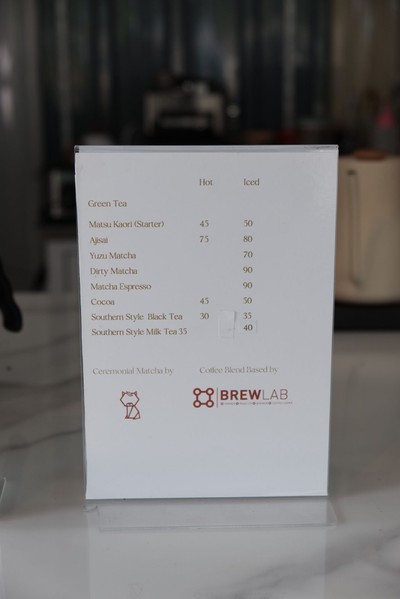 Hot Iced
Green Tea
Matsu Kaori (Starter) 45 50
Ajisai 75 80
Yuzu Matcha 70
Dirty Matcha 90
Matcha Espresso 90
Cocoa 45 50
Southern Style Black Tea 30 35
Southern Style Milk Tea 35 40
Ceremonial Matcha by Coffee Blend Based by
BREWLAB